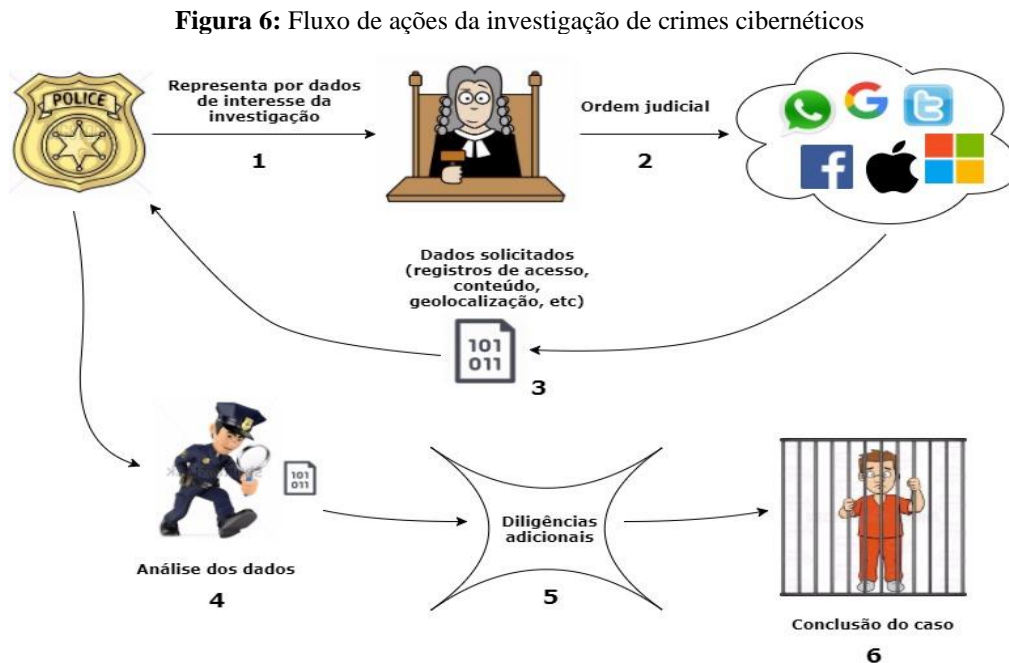 Figura 6: Fluxo de ações da investigação de crimes cibernéticos
POLICE
Representa por dados
de interesse da
investigação
1
Ordem judicial
2
Dados solicitados
(registros de acesso,
conteúdo,
geolocalização, etc)
101
011
3
101
011
Análise dos dados
4
Diligências
adicionais
5
Conclusão do caso
6